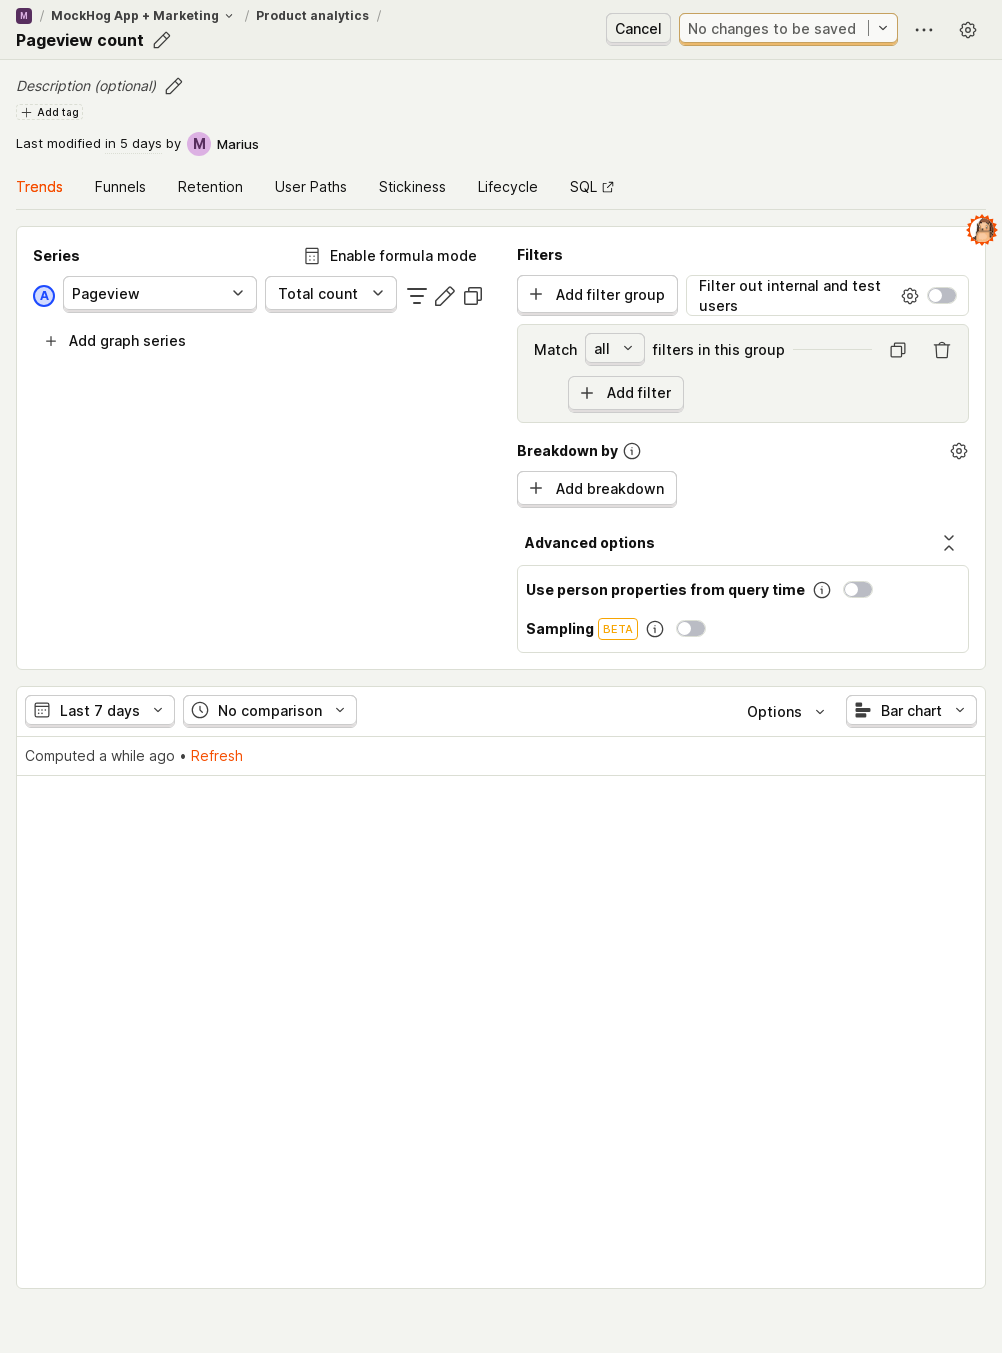 M / MockHog App + Marketing / Product analytics /
Pageview count
Cancel
No changes to be saved
Description (optional)
Add tag
Last modified in 5 days by M Marius
Trends Funnels Retention User Paths Stickiness Lifecycle SQL
Series
Enable formula mode
A Pageview Total count
Add graph series
Filters
Add filter group
Filter out internal and test
users
Match all filters in this group
Add filter
Breakdown by
Add breakdown
Advanced options
Use person properties from query time
Sampling BETA
Last 7 days No comparison Options Bar chart
Computed a while ago • Refresh